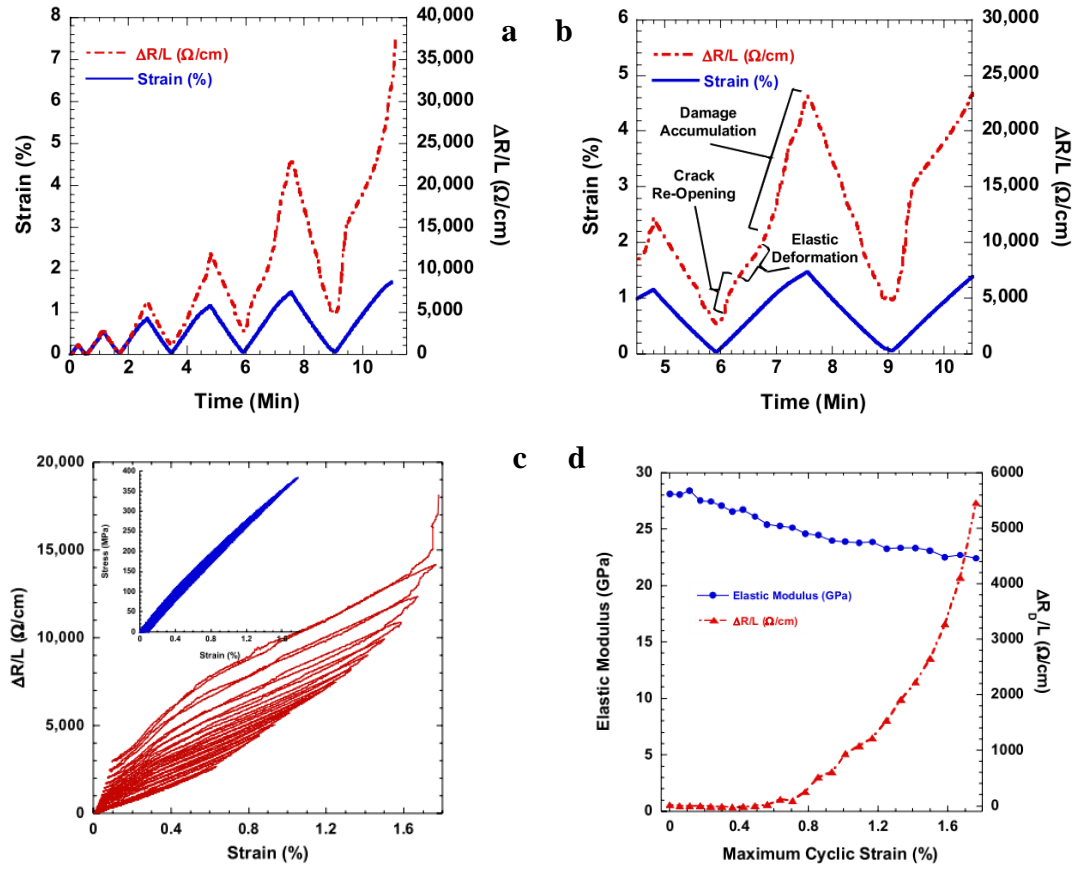 a
8
7
6
5
4
3
2
1
0
Strain (%)
40,000
35,000
30,000
25,000
20,000
15,000
10,000
5,000
0
ΔR/L (Ω/cm)
ΔR/L (Ω/cm)
Strain (%)
0 2 4 6 8 10
Time (Min)
b
6
5
4
3
2
1
0
Strain (%)
30,000
25,000
20,000
15,000
10,000
5,000
0
ΔR/L (Ω/cm)
ΔR/L (Ω/cm)
Strain (%)
Damage
Accumulation
Crack
Re-Opening
Elastic
Deformation
5 6 7 8 9 10
Time (Min)
c
20,000
15,000
10,000
5,000
0
ΔR/L (Ω/cm)
400
350
300
250
200
150
100
50
0
Stress (MPa)
0 0.4 0.8 1.2 1.6
Strain (%)
0 0.4 0.8 1.2 1.6
Strain (%)
d
30
25
20
15
10
5
0
Elastic Modulus (GPa)
6000
5000
4000
3000
2000
1000
0
ΔR_D/L (Ω/cm)
Elastic Modulus (GPa)
ΔR/L (Ω/cm)
0 0.4 0.8 1.2 1.6
Maximum Cyclic Strain (%)